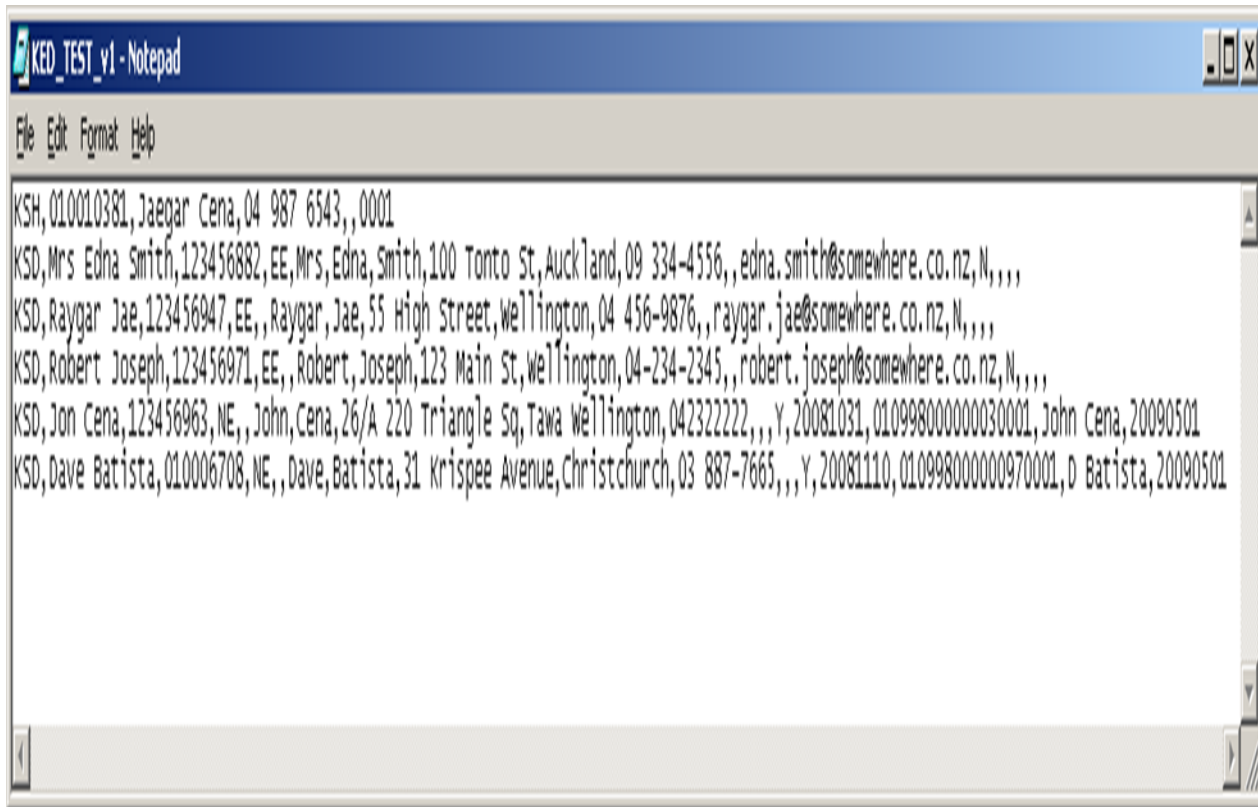 KED_TEST_v1 - Notepad
File Edit Format Help
KSH,010010381,Jaegar Cena,04 987 6543,,0001
KSD,Mrs Edna Smith,123456882,EE,Mrs,Edna,Smith,100 Tonto St,Auckland,09 334-4556,,edna.smith@somewhere.co.nz,N,,,,
KSD,Raygar Jae,123456947,EE,,Raygar,Jae,55 High Street,Wellington,04 456-9876,,raygar.jae@somewhere.co.nz,N,,,,
KSD,Robert Joseph,123456971,EE,,Robert,Joseph,123 Main St,Wellington,04-234-2345,,robert.joseph@somewhere.co.nz,N,,,,
KSD,Jon Cena,123456963,NE,,John,Cena,26/A 220 Triangle Sq,Tawa Wellington,042322222,,,Y,20081031,010998000000030001,John Cena,20090501
KSD,Dave Batista,010006708,NE,,Dave,Batista,31 Krispee Avenue,Christchurch,03 887-7665,,,Y,20081110,010998000000970001,D Batista,20090501